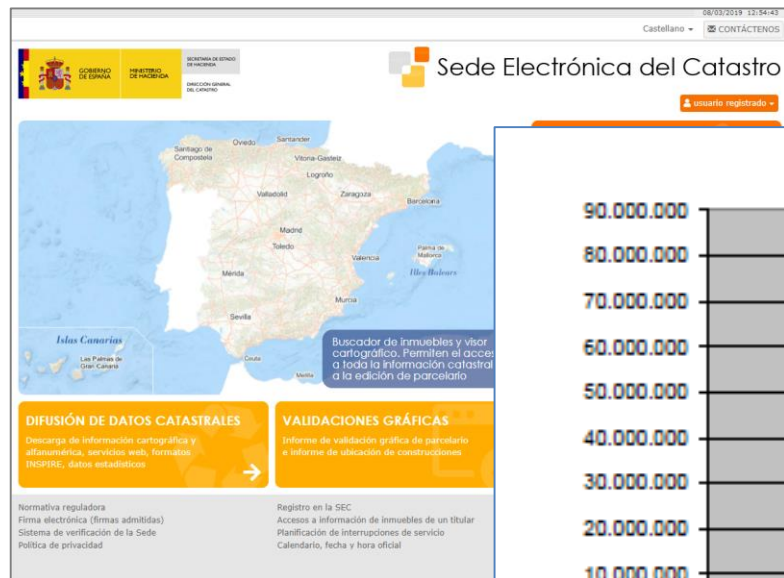 06/03/2019 12:54:43
Castellano
CONTÁCTENOS
GOBIERNO
DE ESPAÑA
MINISTERIO
DE HACIENDA
SECRETARÍA DE ESTADO
DE HACIENDA
DIRECCIÓN GENERAL
DEL CATASTRO
Sede Electrónica del Catastro
usuario registrado
Santiago de
Compostela
Oviedo
Santander
Vitoria-Gasteiz
Logroño
Valladolid
Zaragoza
Barcelona
Madrid
Toledo
Valencia
Palma de
Mallorca
Illes Balears
Mérida
Murcia
Sevilla
Islas Canarias
Las Palmas de
Gran Canaria
Ceuta
Melilla
Buscador de inmuebles y visor
cartográfico. Permiten el acces
a toda la información catastral
a la edición de parcelario
DIFUSIÓN DE DATOS CATASTRALES
Descarga de información cartográfica y
alfanumérica, servicios web, formatos
INSPIRE, datos estadísticos
VALIDACIONES GRÁFICAS
Informe de validación gráfica de parcelario
e informe de ubicación de construcciones
Normativa reguladora
Firma electrónica (firmas admitidas)
Sistema de verificación de la Sede
Política de privacidad
Registro en la SEC
Accesos a información de inmuebles de un titular
Planificación de interrupciones de servicio
Calendario, fecha y hora oficial
90.000.000
80.000.000
70.000.000
60.000.000
50.000.000
40.000.000
30.000.000
20.000.000
10.000.000